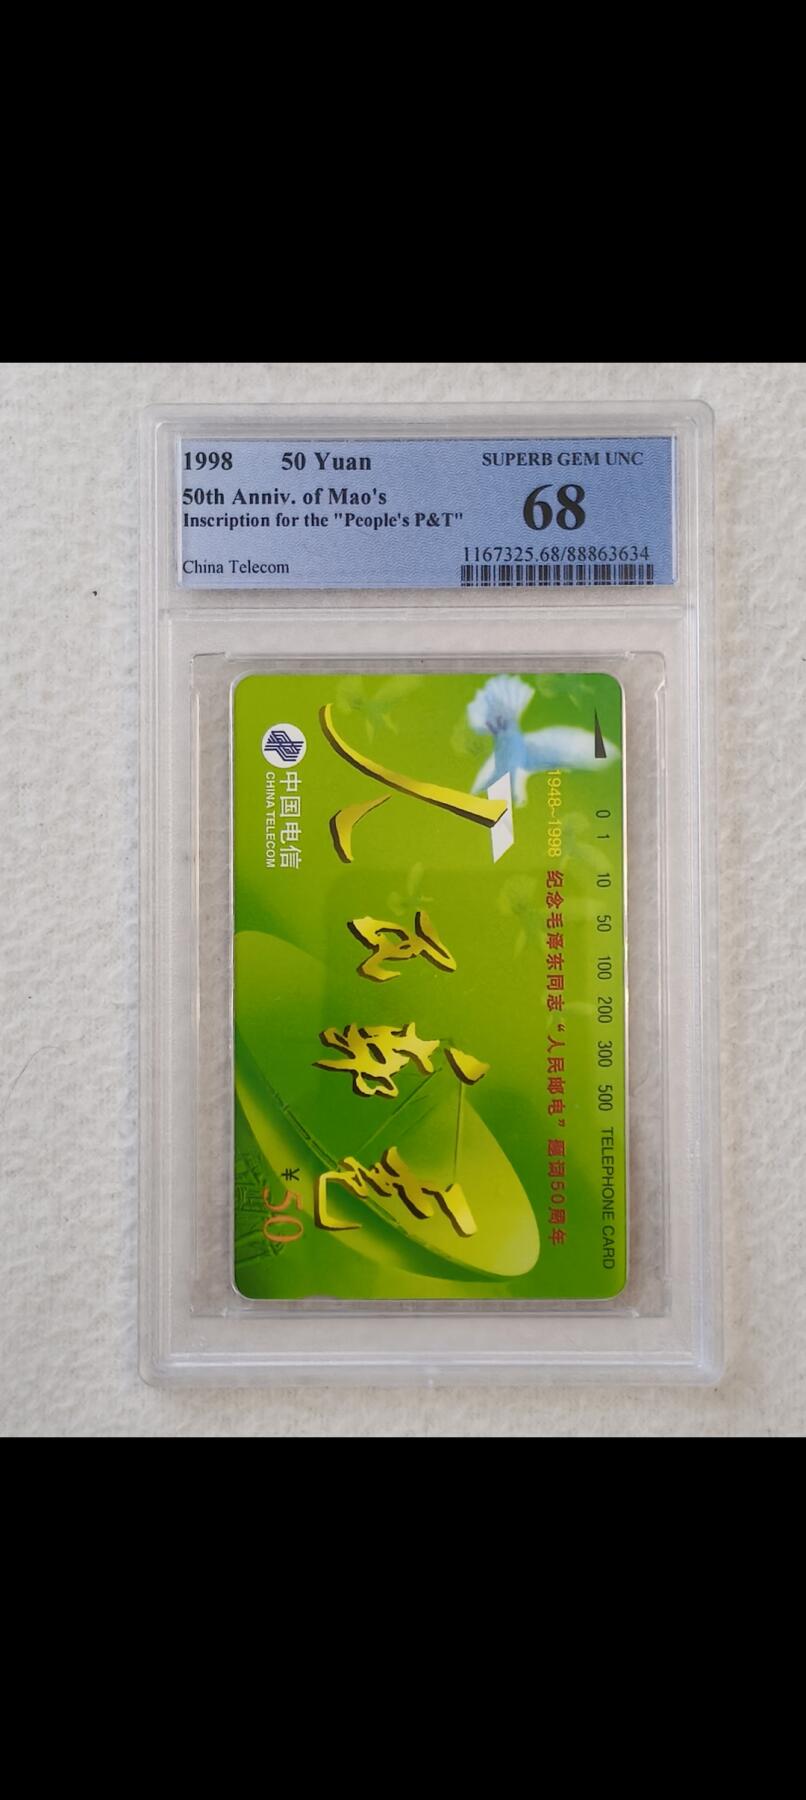 1998 50 Yuan
SUPERB GEM UNC
50th Anniv. of Mao's
68
Inscription for the "People's P&T"
1167325.68/88863634
China Telecom
0 1 10 50 100 200 300 500 TELEPHONE CARD
1948~1998 纪念毛泽东同志“人民邮电”题词50周年
人民邮电
中国电信
CHINA TELECOM
¥50